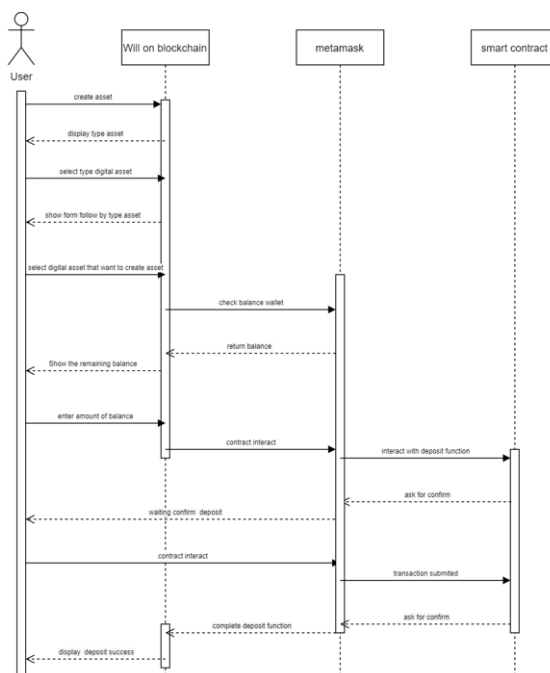 Will on blockchain
metamask
smart contract
User
create asset
display type asset
select type digital asset
show form follow by type asset
select digital asset that want to create asset
check balance wallet
return balance
Show the remaining balance
enter amount of balance
contract interact
interact with deposit function
ask for confirm
waiting confirm deposit
contract interact
transaction submited
ask for confirm
complete deposit function
display deposit success